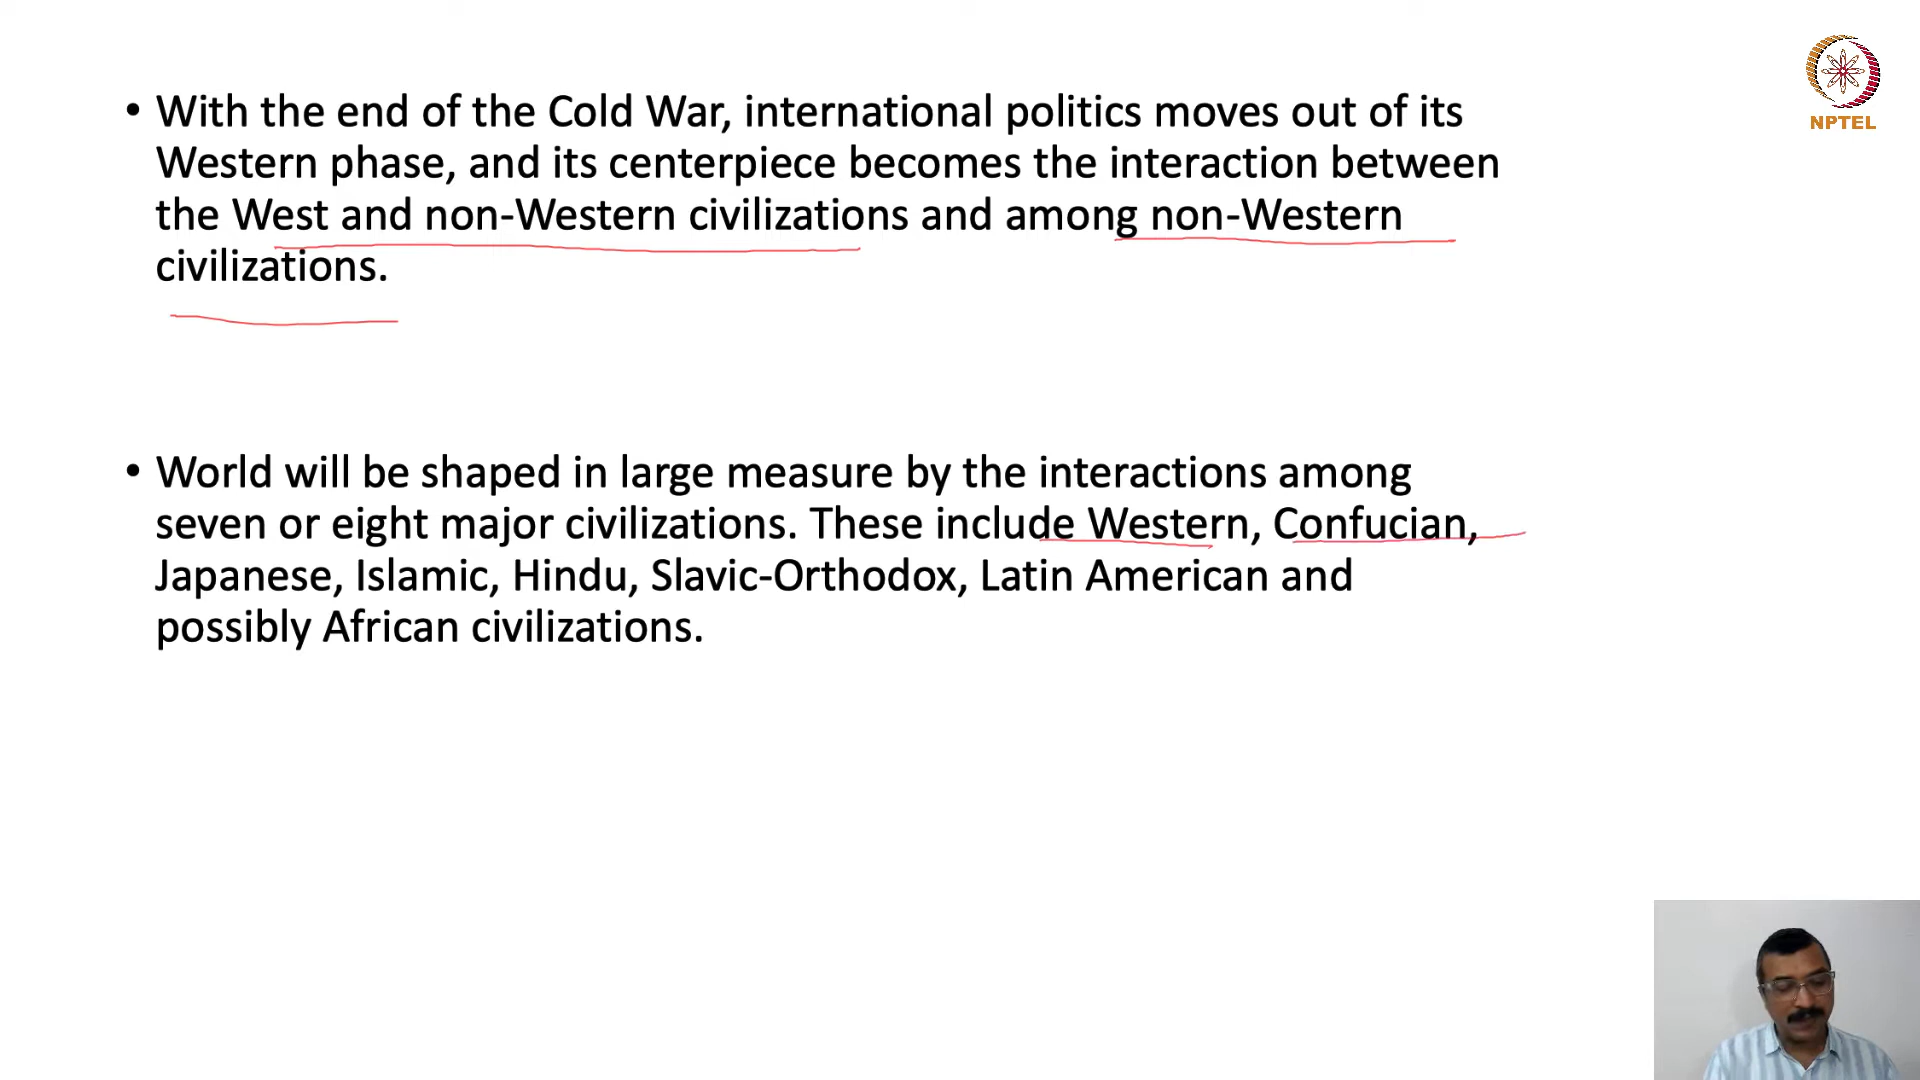 • With the end of the Cold War, international politics moves out of its
Western phase, and its centerpiece becomes the interaction between
the West and non-Western civilizations and among non-Western
civilizations.
• World will be shaped in large measure by the interactions among
seven or eight major civilizations. These include Western, Confucian,
Japanese, Islamic, Hindu, Slavic-Orthodox, Latin American and
possibly African civilizations.
NPTEL